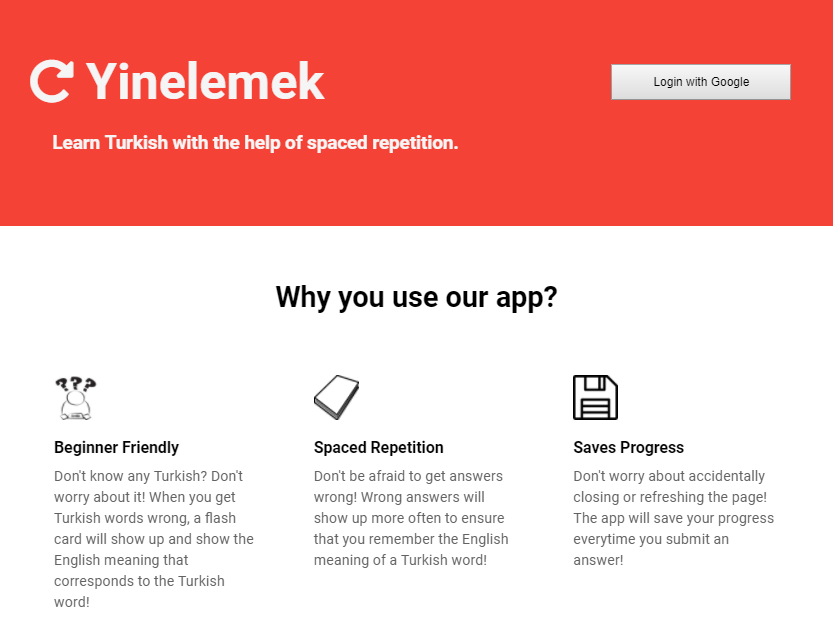 Yinelemek
Login with Google
Learn Turkish with the help of spaced repetition.
Why you use our app?
???
Beginner Friendly
Don't know any Turkish? Don't
worry about it! When you get
Turkish words wrong, a flash
card will show up and show the
English meaning that
corresponds to the Turkish
word!
Spaced Repetition
Don't be afraid to get answers
wrong! Wrong answers will
show up more often to ensure
that you remember the English
meaning of a Turkish word!
Saves Progress
Don't worry about accidentally
closing or refreshing the page!
The app will save your progress
everytime you submit an
answer!